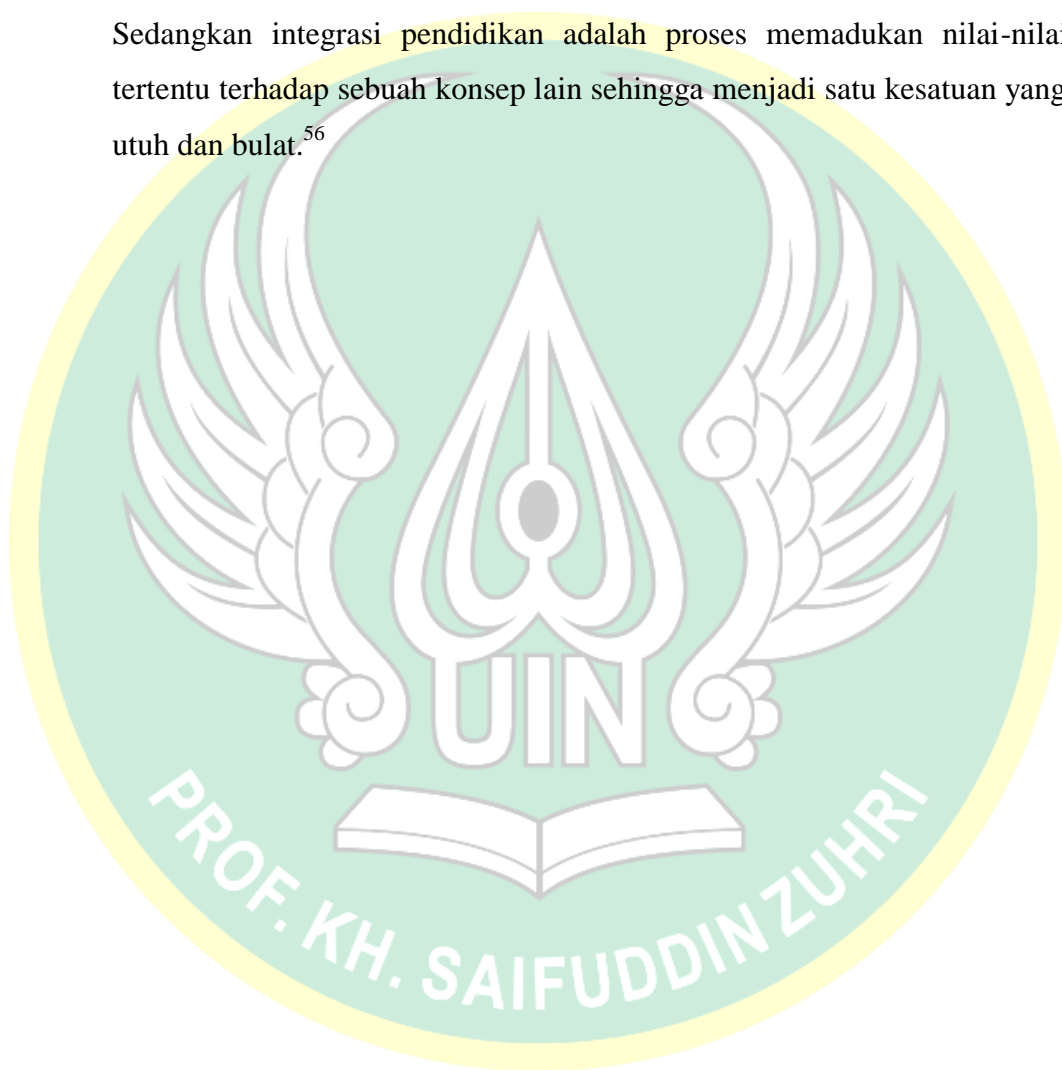 Sedangkan integrasi pendidikan adalah proses memadukan nilai-nilai
tertentu terhadap sebuah konsep lain sehingga menjadi satu kesatuan yang
utuh dan bulat.56
UIN
PROF. KH. SAIFUDDIN ZUHRI